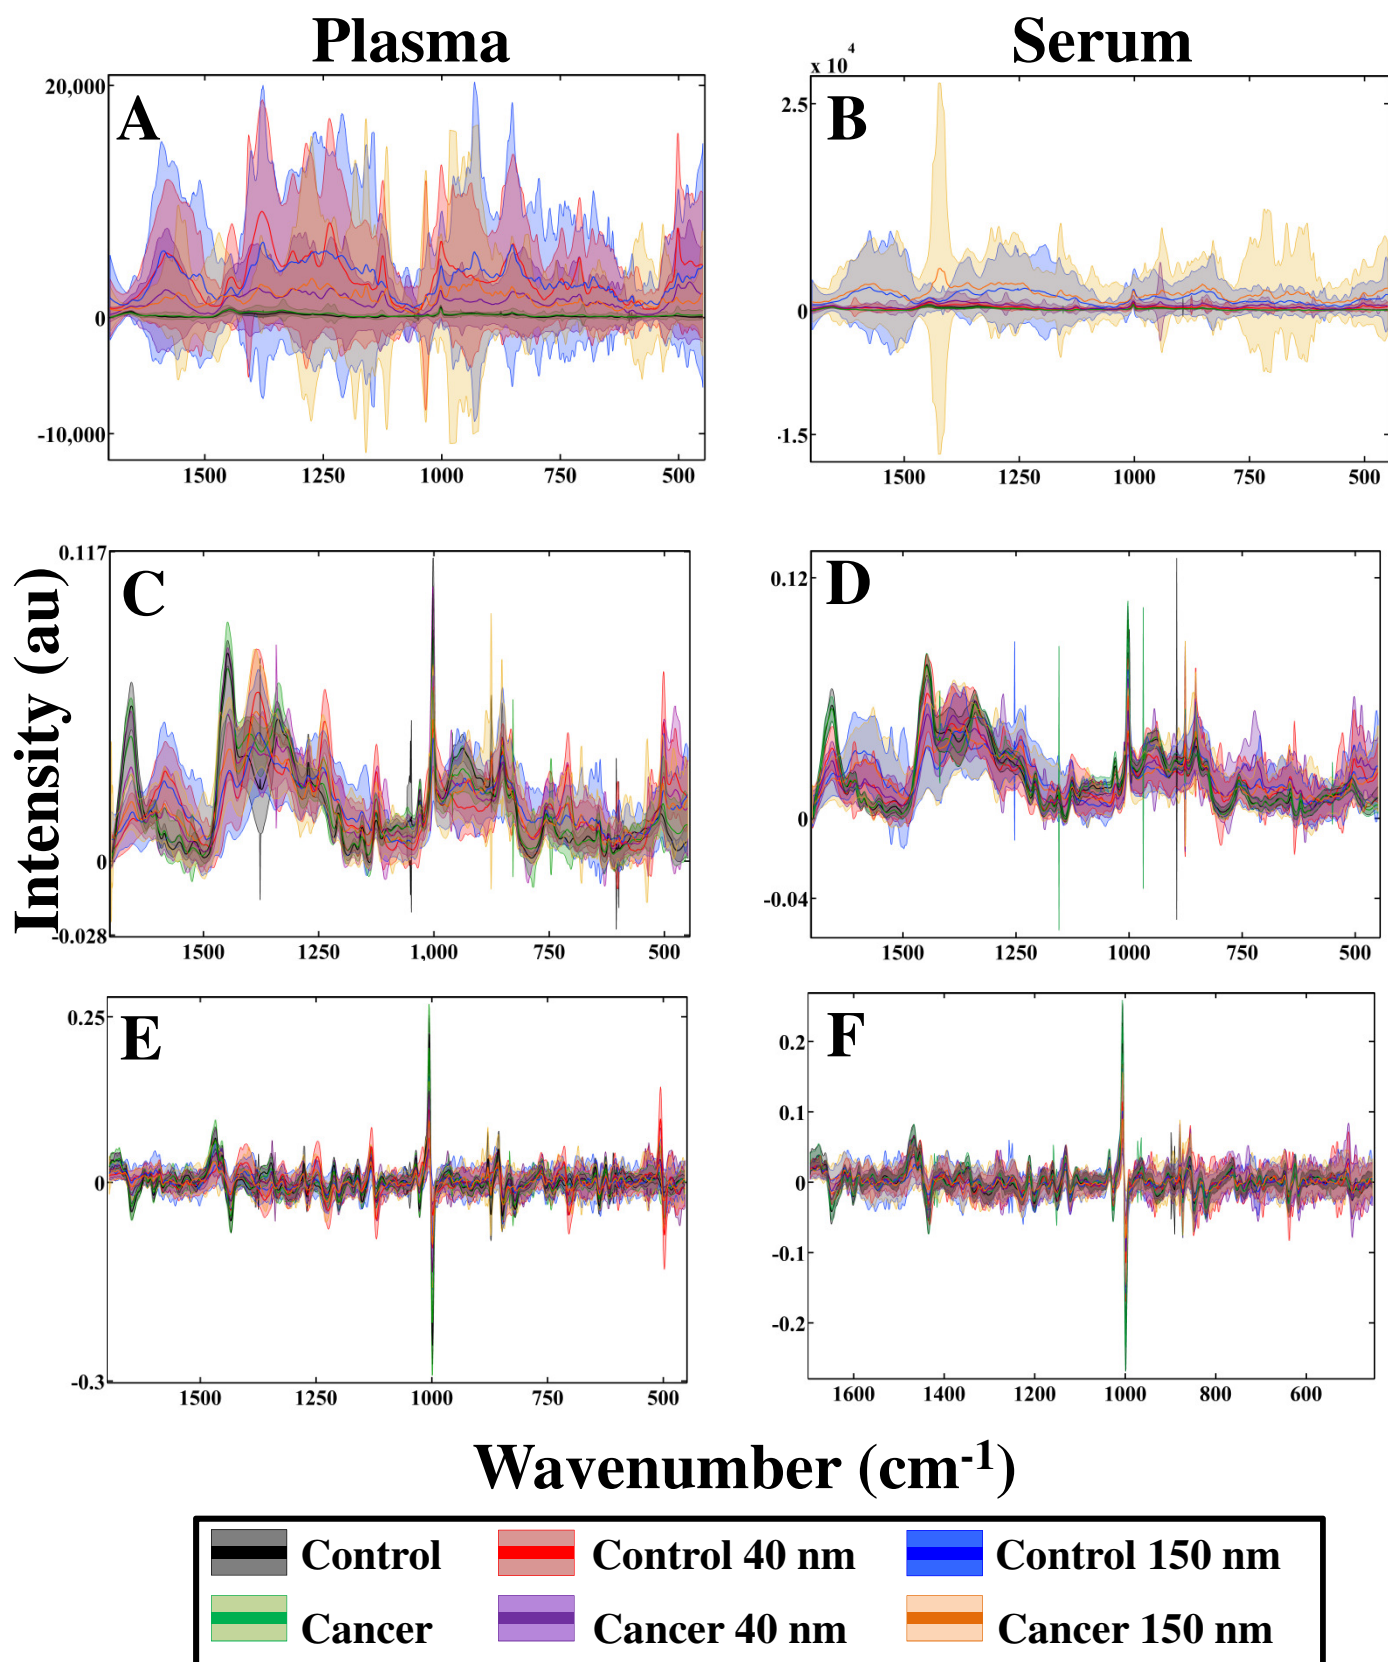 Plasma Serum
x 10⁴
A B
20,000 2.5
0 0
-10,000 -1.5
1500 1250 1000 750 500 1500 1250 1000 750 500
Intensity (au)
C D
0.117 0.12
0 0
-0.028 -0.04
1500 1250 1,000 750 500 1500 1250 1000 750 500
E F
0.25 0.2
0.1
0 0
-0.1
-0.2
-0.3
1500 1250 1000 750 500 1600 1400 1200 1000 800 600
Wavenumber (cm⁻¹)
Control Control 40 nm Control 150 nm
Cancer Cancer 40 nm Cancer 150 nm